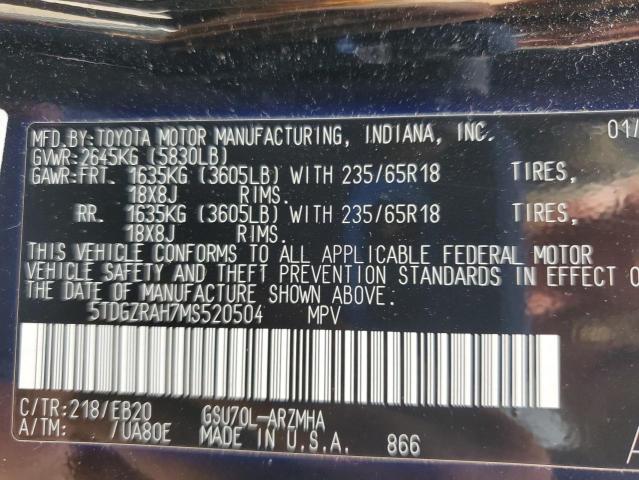 MFD.BY:TOYOTA MOTOR MANUFACTURING, INDIANA, INC. 01/
GVWR:2645KG (5830LB)
GAWR:FRT. 1635KG (3605LB) WITH 235/65R18 TIRES,
18X8J RIMS.
RR. 1635KG (3605LB) WITH 235/65R18 TIRES,
18X8J RIMS.
THIS VEHICLE CONFORMS TO ALL APPLICABLE FEDERAL MOTOR
VEHICLE SAFETY AND THEFT PREVENTION STANDARDS IN EFFECT O
THE DATE OF MANUFACTURE SHOWN ABOVE.
5TDGZRAH7MS520504 MPV
C/TR:218/EB20 GSU70L-ARZMHA
A/TM: /UA80E MADE IN U.S.A. 866 A